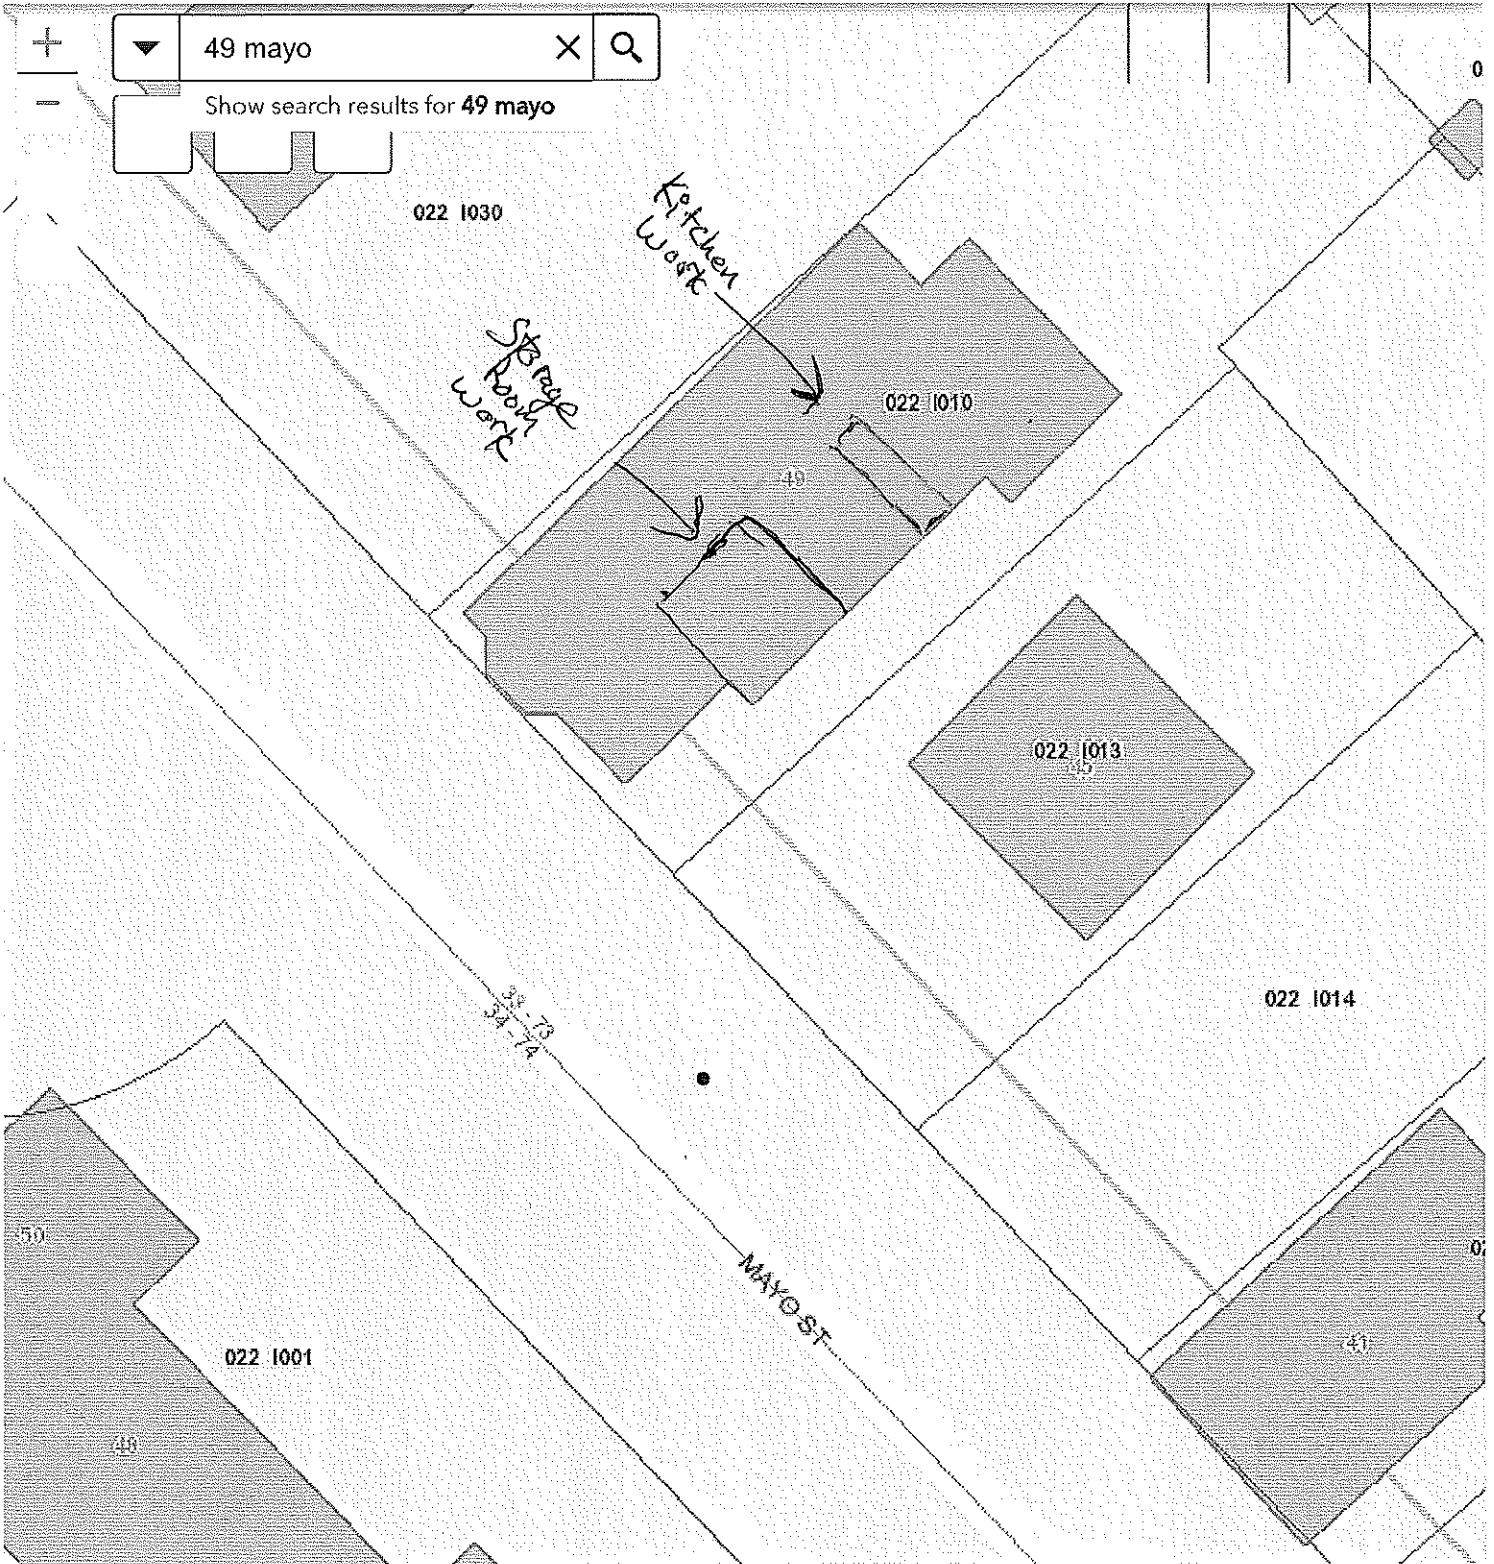 49 mayo
Show search results for 49 mayo
022 I030
Kitchen
Work
Storage
Room
Work
022 I010
49
022 I013
45
022 I014
33 - 73
34 - 74
50
MAYO ST
022 I001
48
41